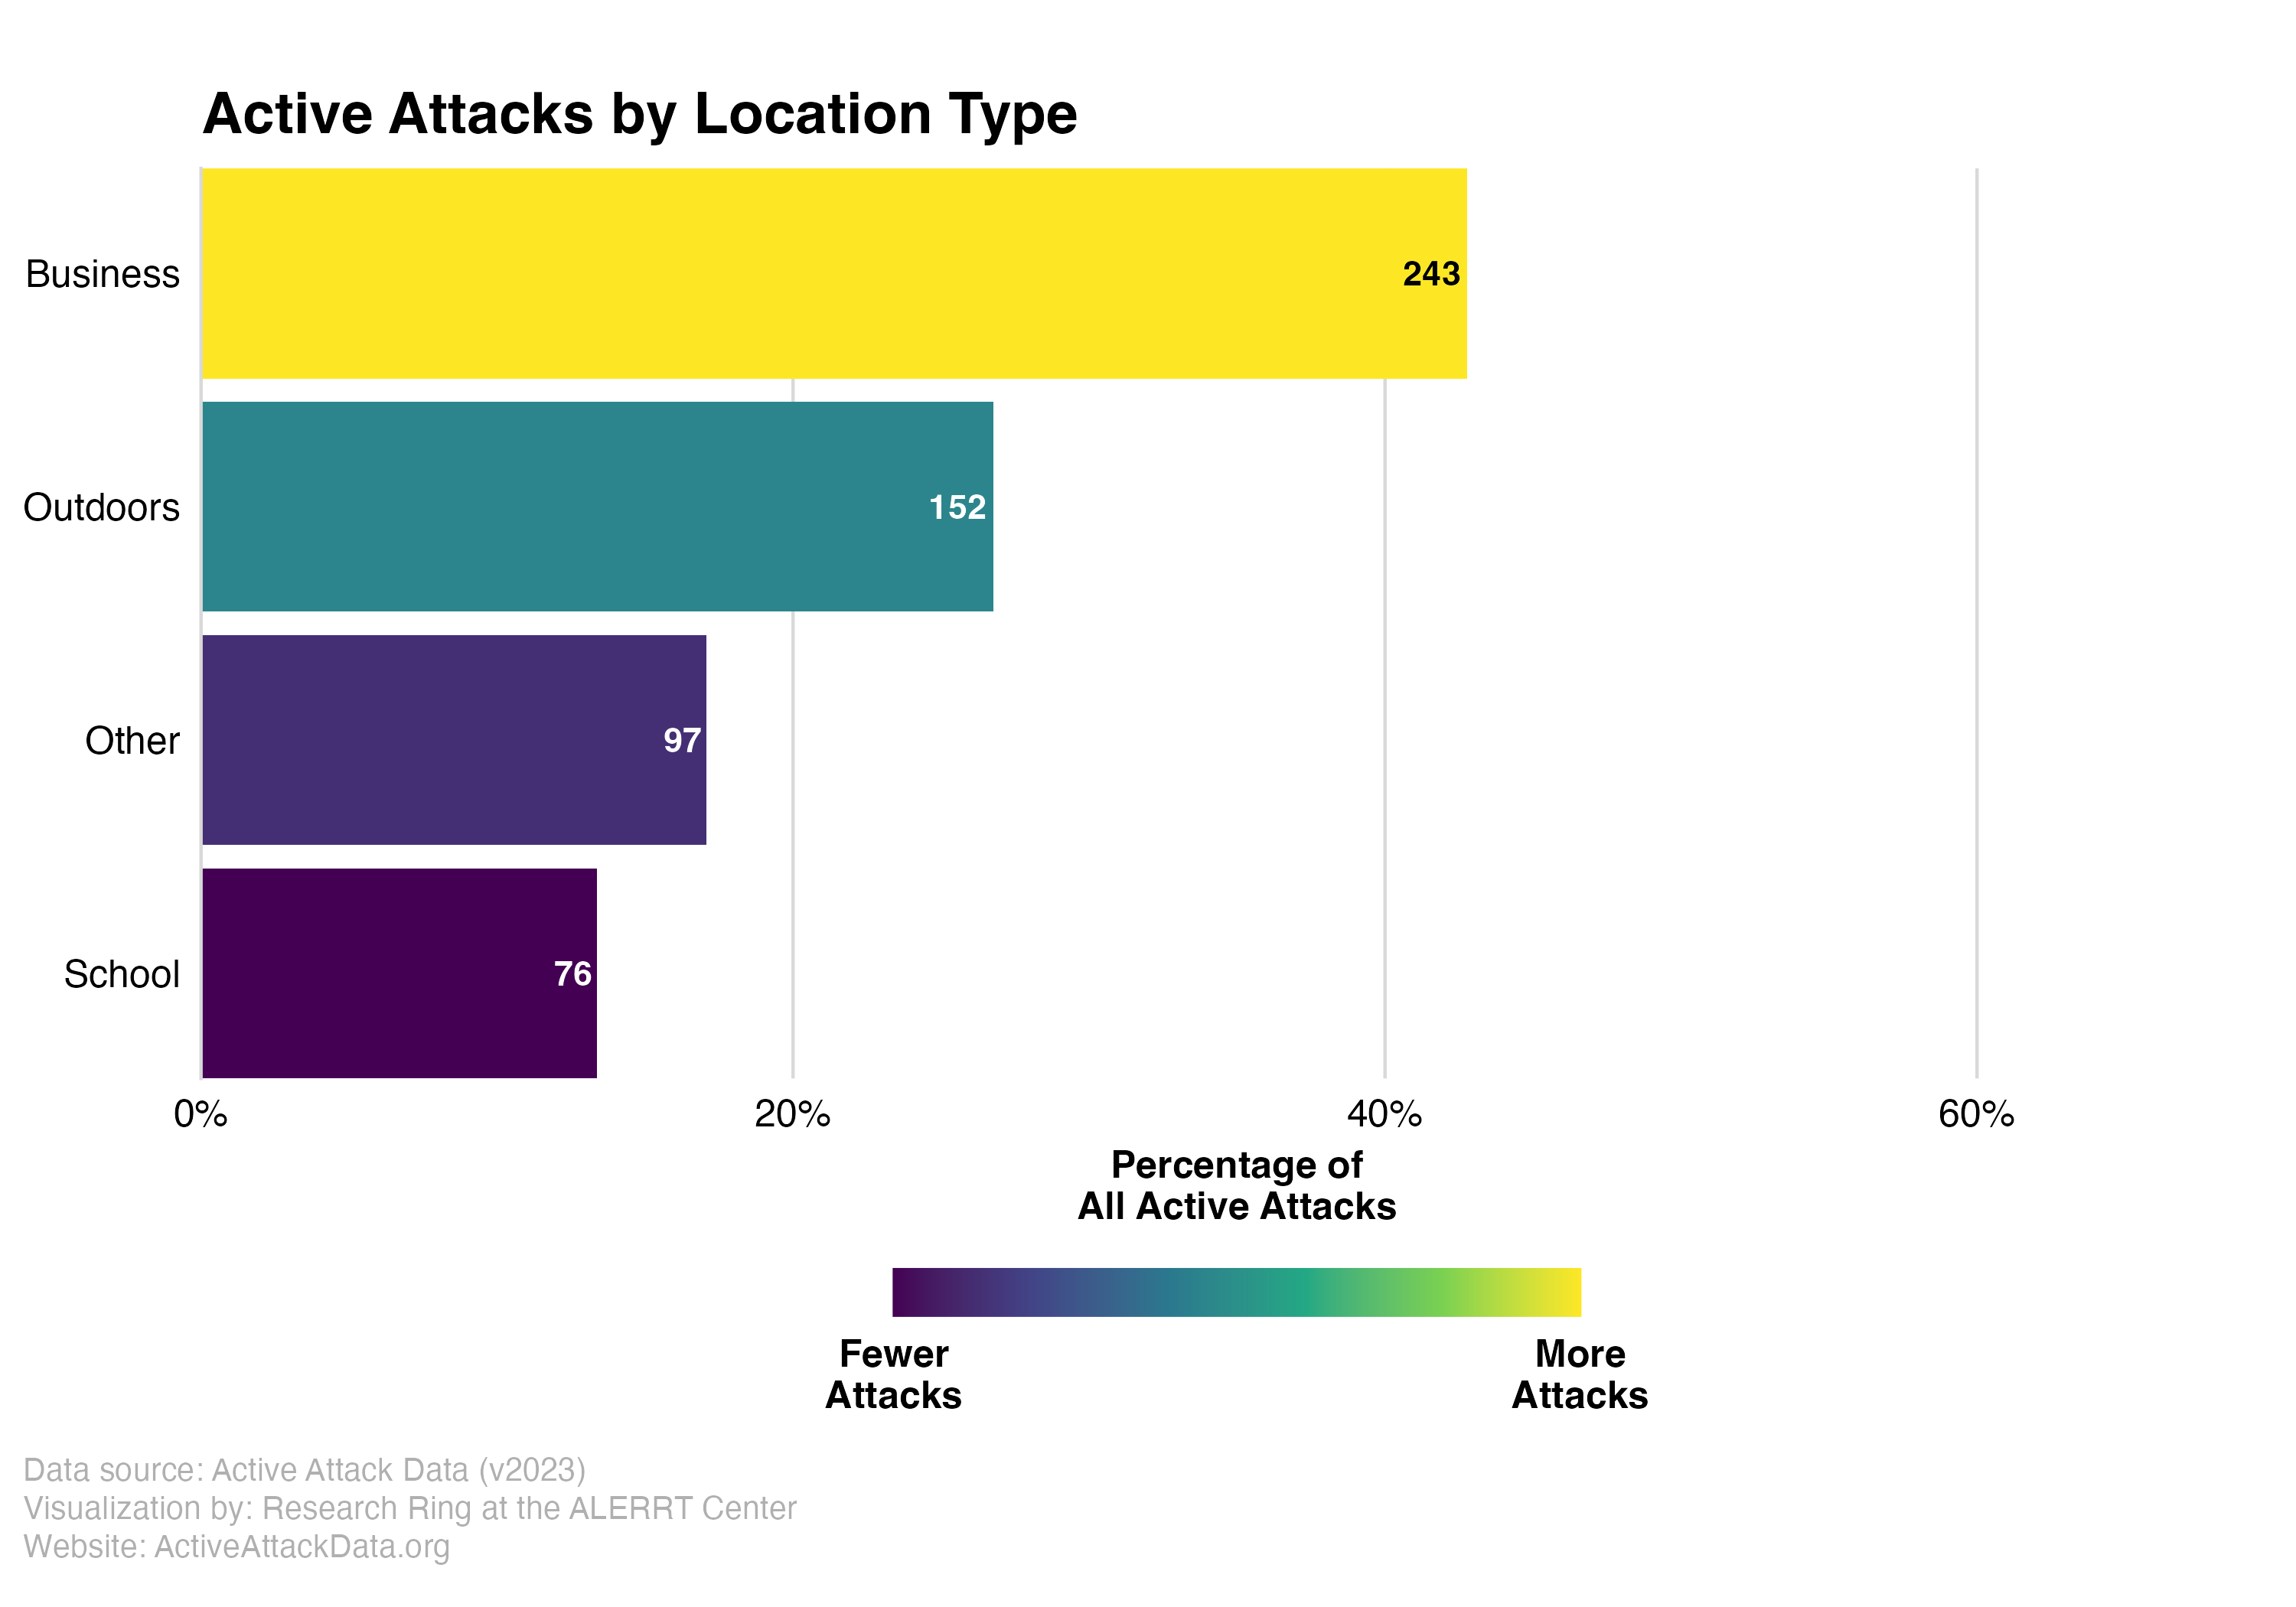 Active Attacks by Location Type
Business
243
Outdoors
152
Other
97
School
76
0%
20%
40%
60%
Percentage of
All Active Attacks
Fewer
Attacks
More
Attacks
Data source: Active Attack Data (v2023)
Visualization by: Research Ring at the ALERRT Center
Website: ActiveAttackData.org